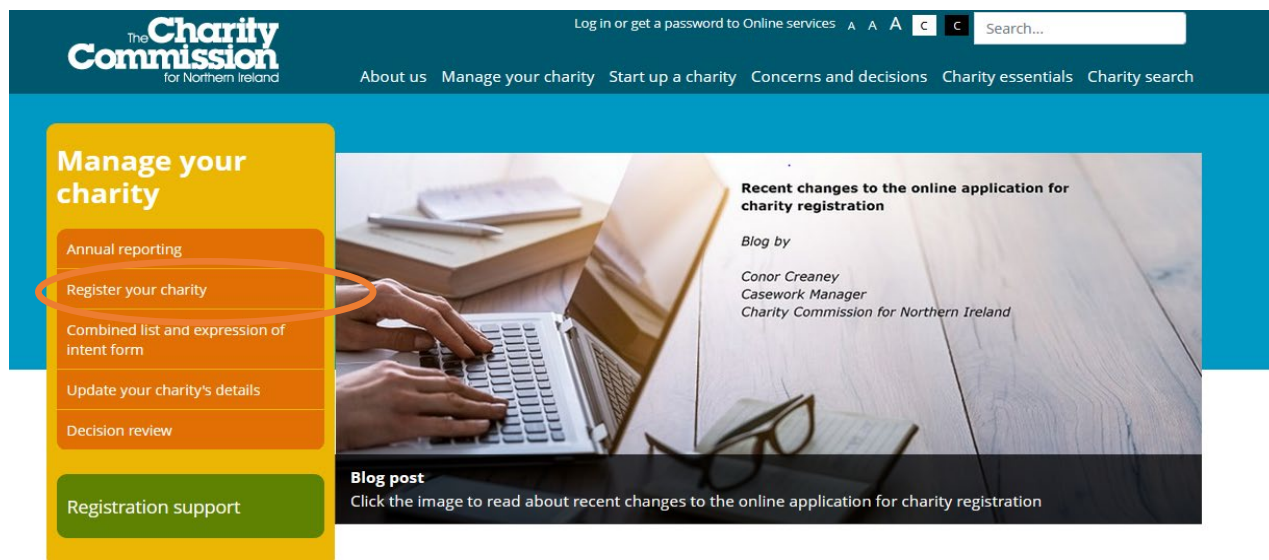 The Charity
Commission
for Northern Ireland
Log in or get a password to Online services A A A C C Search...
About us Manage your charity Start up a charity Concerns and decisions Charity essentials Charity search
Manage your
charity
Annual reporting
Register your charity
Combined list and expression of
intent form
Update your charity's details
Decision review
Registration support
Recent changes to the online application for
charity registration
Blog by
Conor Creaney
Casework Manager
Charity Commission for Northern Ireland
Blog post
Click the image to read about recent changes to the online application for charity registration